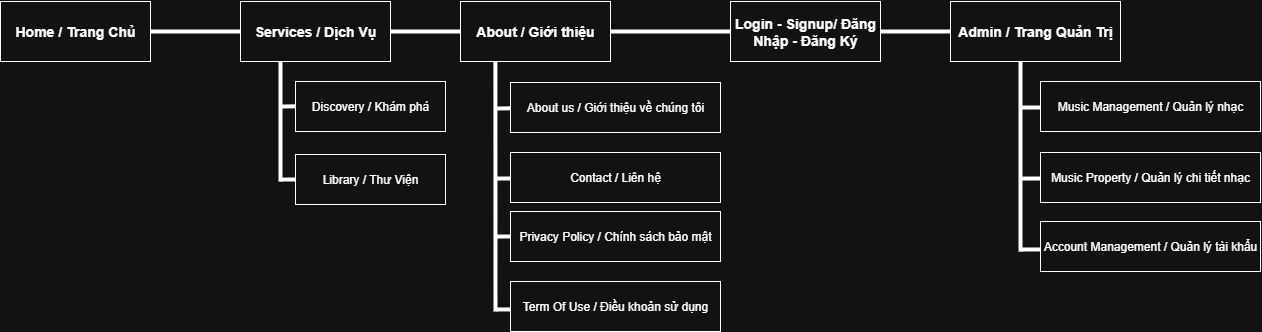 Home / Trang Chủ
Services / Dịch Vụ
About / Giới thiệu
Login - Signup/ Đăng
Nhập - Đăng Ký
Admin / Trang Quản Trị
Discovery / Khám phá
Library / Thư Viện
About us / Giới thiệu về chúng tôi
Contact / Liên hệ
Privacy Policy / Chính sách bảo mật
Term Of Use / Điều khoản sử dụng
Music Management / Quản lý nhạc
Music Property / Quản lý chi tiết nhạc
Account Management / Quản lý tài khẩu